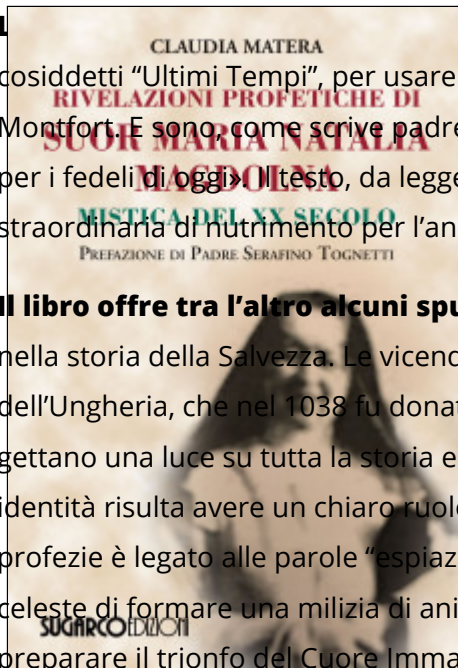 CLAUDIA MATERA
cosiddetti “Ultimi Tempi”, per usare
RIVELAZIONI PROFETICHE DI
Montfort. E sono, come scrive padre
SUOR MARIA NATALIA
per i fedeli di oggi». Il testo, da legge
MAGDOLNA
straordinaria di nutrimento per l’an
MISTICA DEL XX SECOLO
PREFAZIONE DI PADRE SERAFINO TOGNETTI
Il libro offre tra l’altro alcuni spu
nella storia della Salvezza. Le vicend
dell’Ungheria, che nel 1038 fu donat
gettano una luce su tutta la storia e
identità risulta avere un chiaro ruol
profezie è legato alle parole “espiaz
celeste di formare una milizia di ani
SUGARCOEDIZIONI
preparare il trionfo del Cuore Imma